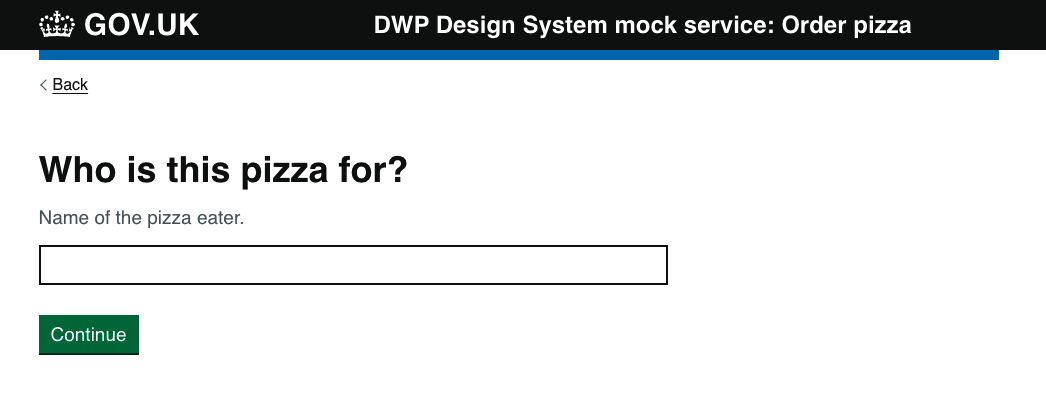 GOV.UK DWP Design System mock service: Order pizza
Back
Who is this pizza for?
Name of the pizza eater.
Continue